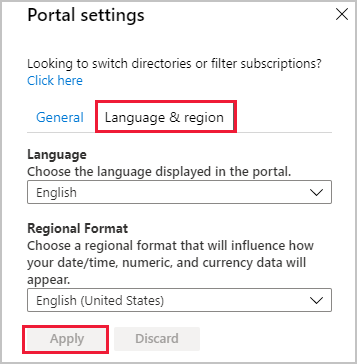 Portal settings
Looking to switch directories or filter subscriptions?
Click here
General Language & region
Language
Choose the language displayed in the portal.
English
Regional Format
Choose a regional format that will influence how
your date/time, numeric, and currency data will
appear.
English (United States)
Apply Discard